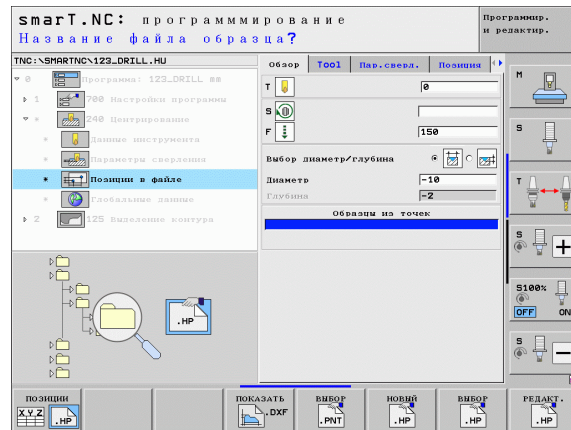 smarT.NC: программмирование
Программир.
и редактир.
Название файла образца?
TNC:\SMARTNC\123_DRILL.HU
0 Программа: 123_DRILL мм
1 700 Настройки программы
* 240 Центрирование
* Данные инструмента
* Параметры сверления
* Позиции в файле
* Глобальные данные
2 125 Выделение контура
Обзор Tool Пар.сверл. Позиция
T 0
S
F 150
Выбор диаметр/глубина
Диаметр -10
Глубина -2
Образцы из точек
.HP
M
S
T
S
S100%
OFF ON
S
позиции
X,Y,Z .HP
показать
.DXF
выбор
.PNT
новый
.HP
выбор
.HP
редакт.
.HP